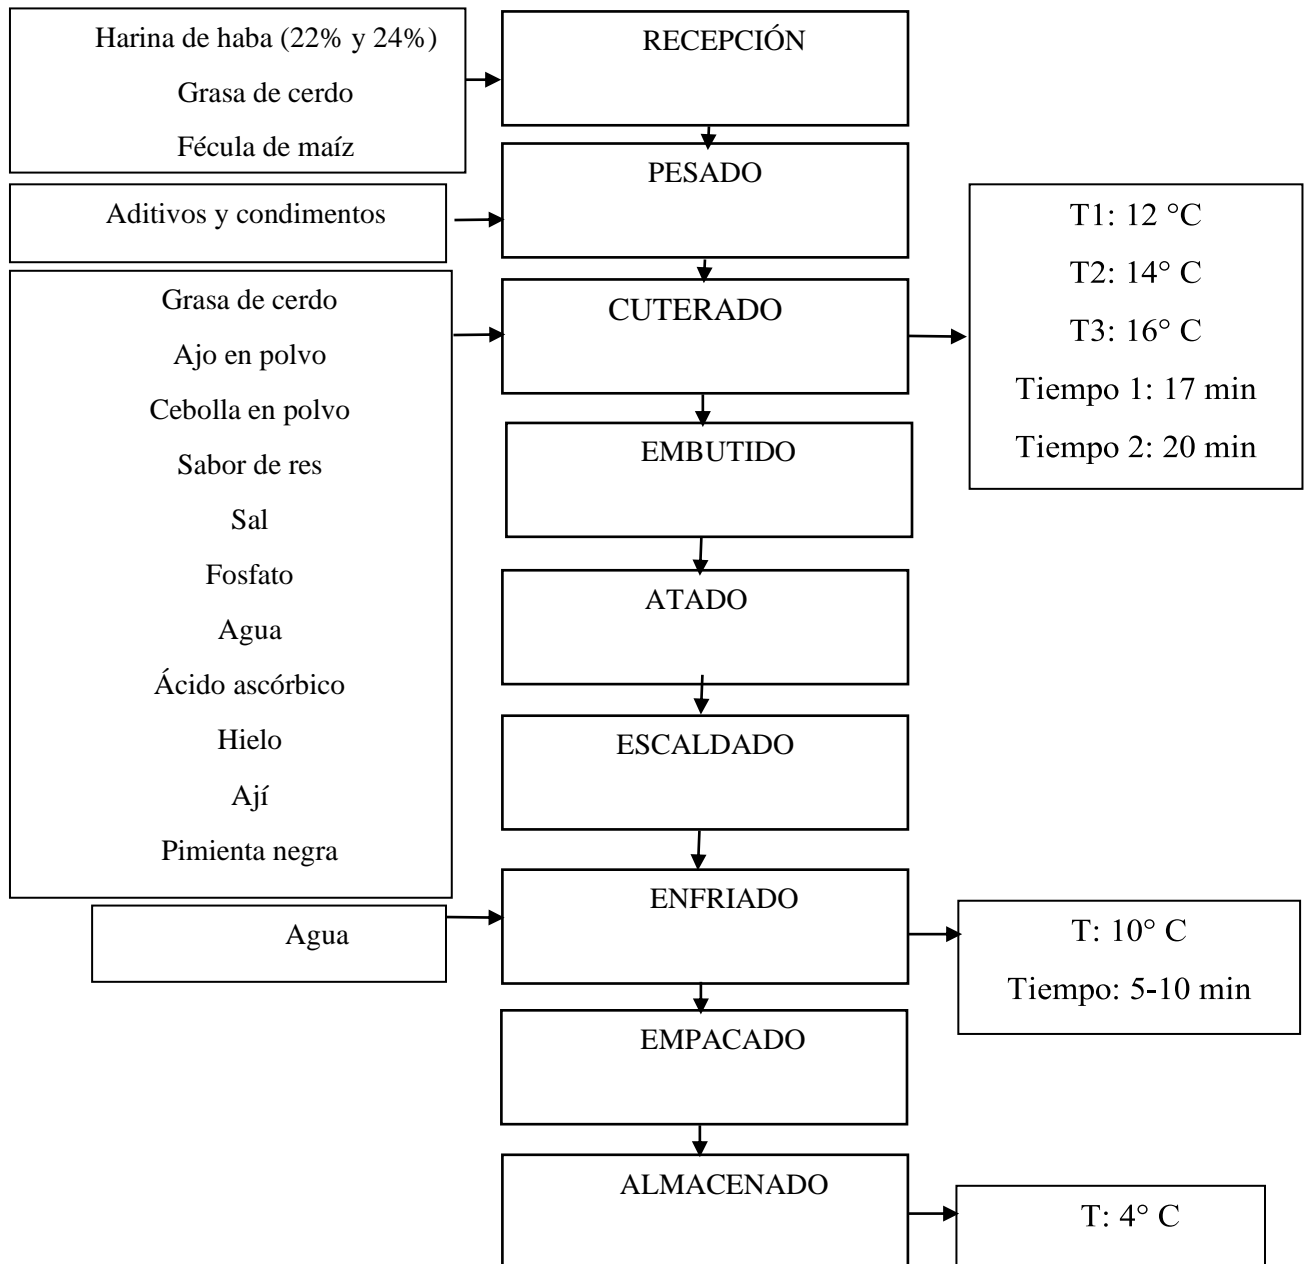 Harina de haba (22% y 24%)
Grasa de cerdo
Fécula de maíz
RECEPCIÓN
Aditivos y condimentos
PESADO
Grasa de cerdo
Ajo en polvo
Cebolla en polvo
Sabor de res
Sal
Fosfato
Agua
Ácido ascórbico
Hielo
Ají
Pimienta negra
CUTERADO
T1: 12 °C
T2: 14° C
T3: 16° C
Tiempo 1: 17 min
Tiempo 2: 20 min
EMBUTIDO
ATADO
ESCALDADO
Agua
ENFRIADO
T: 10° C
Tiempo: 5-10 min
EMPACADO
ALMACENADO
T: 4° C